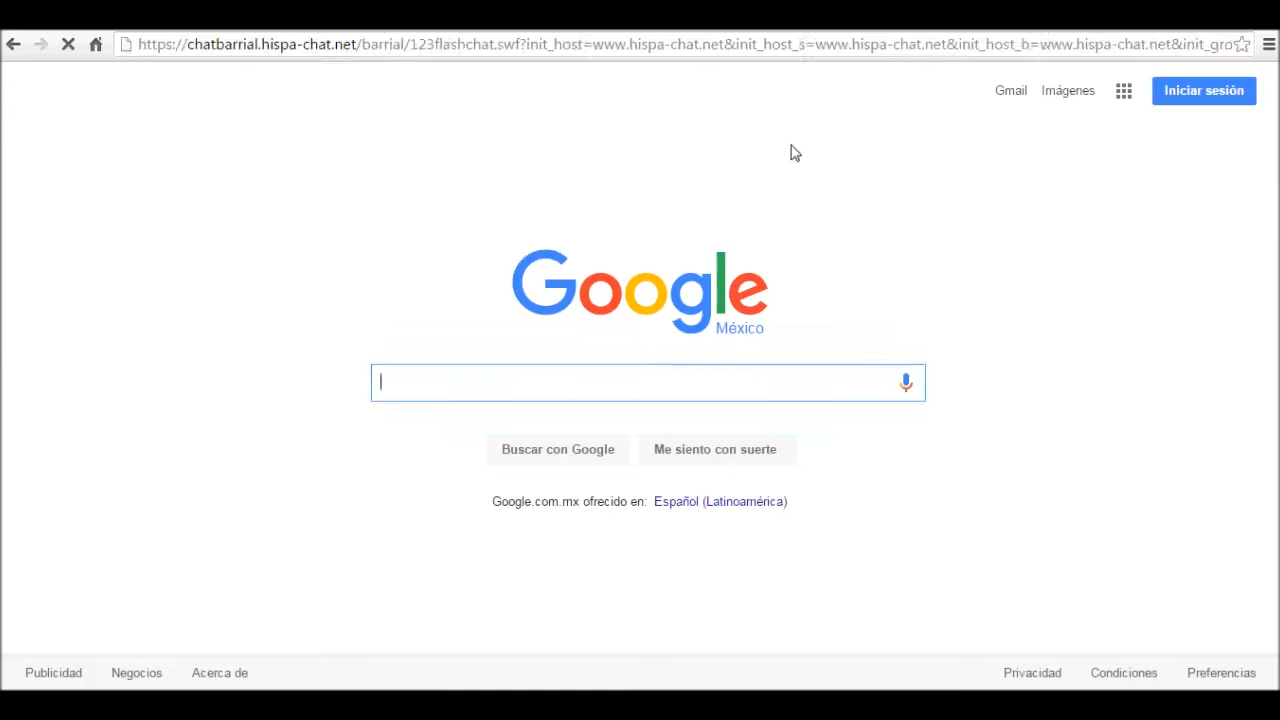 https://chatbarrial.hispa-chat.net/barrial/123flashchat.swf?init_host=www.hispa-chat.net&init_host_s=www.hispa-chat.net&init_host_b=www.hispa-chat.net&init_gro
Gmail Imágenes Iniciar sesión
Google
México
Buscar con Google Me siento con suerte
Google.com.mx ofrecido en: Español (Latinoamérica)
Publicidad Negocios Acerca de Privacidad Condiciones Preferencias